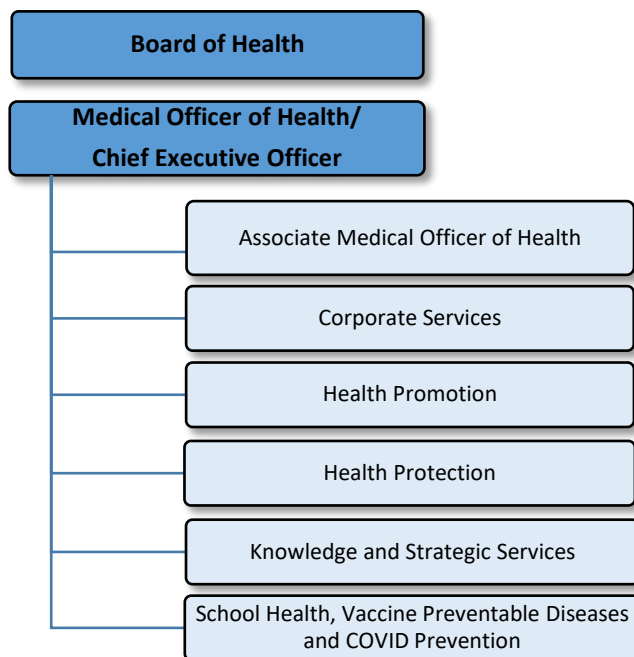 Board of Health
Medical Officer of Health/
Chief Executive Officer
Associate Medical Officer of Health
Corporate Services
Health Promotion
Health Protection
Knowledge and Strategic Services
School Health, Vaccine Preventable Diseases
and COVID Prevention